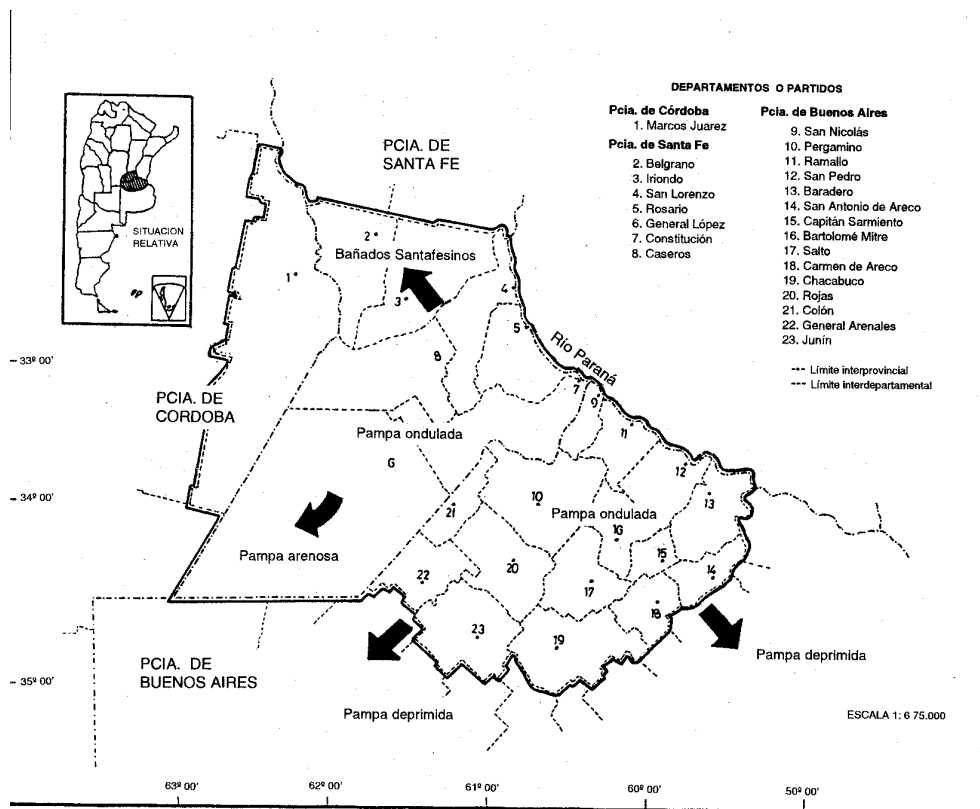 DEPARTAMENTOS O PARTIDOS
Pcia. de Córdoba
1. Marcos Juarez
Pcia. de Santa Fe
2. Belgrano
3. Iriondo
4. San Lorenzo
5. Rosario
6. General López
7. Constitución
8. Caseros
Pcia. de Buenos Aires
9. San Nicolás
10. Pergamino
11. Ramallo
12. San Pedro
13. Baradero
14. San Antonio de Areco
15. Capitán Sarmiento
16. Bartolomé Mitre
17. Salto
18. Carmen de Areco
19. Chacabuco
20. Rojas
21. Colón
22. General Arenales
23. Junín
Límite interprovincial
Límite interdepartamental
SITUACION
RELATIVA
PCIA. DE
SANTA FE
2
Bañados Santafesinos
1
3
4
5
8
Río Paraná
33º 00'
PCIA. DE
CORDOBA
7
9
Pampa ondulada
11
6
12
34º 00'
10
13
21
Pampa ondulada
16
Pampa arenosa
15
20
14
22
17
18
23
19
PCIA. DE
BUENOS AIRES
Pampa deprimida
35º 00'
Pampa deprimida
ESCALA 1: 6 75.000
63º 00'
62º 00'
61º 00'
60º 00'
50º 00'